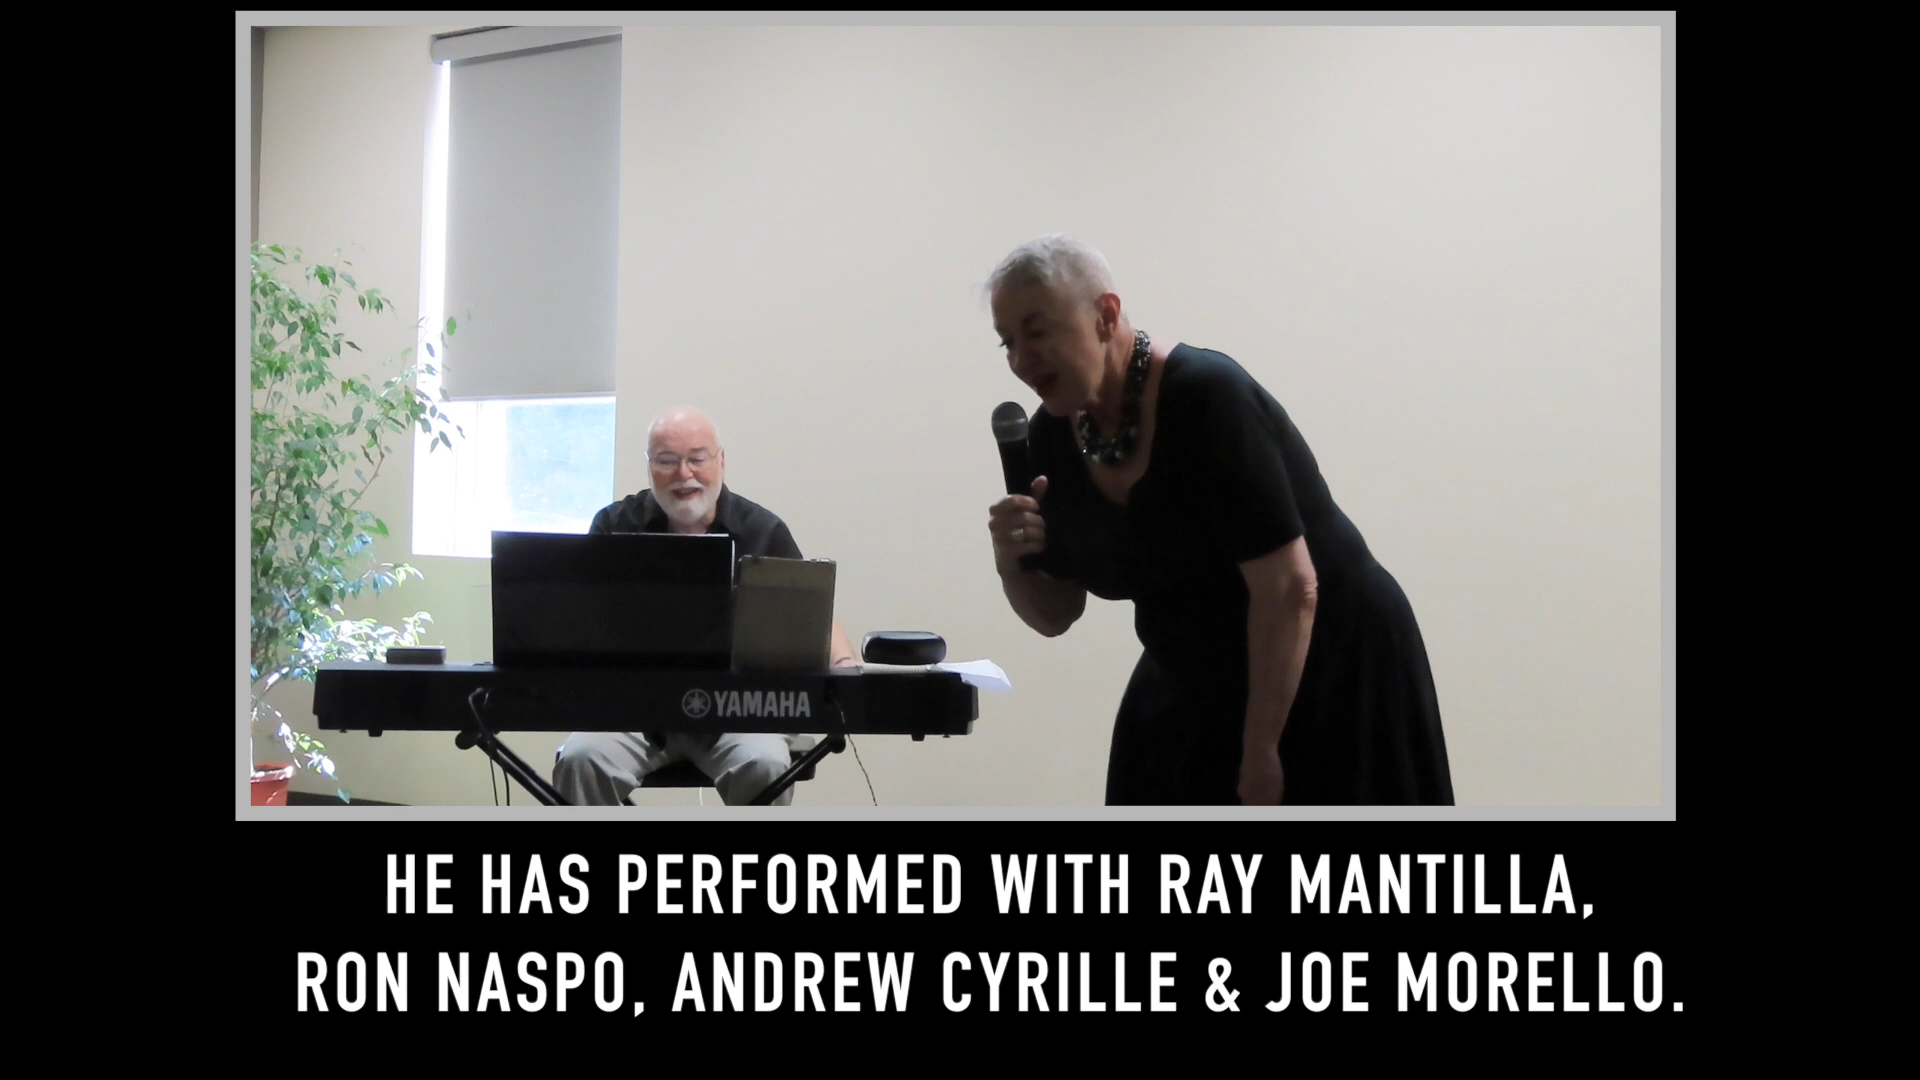 YAMAHA
HE HAS PERFORMED WITH RAY MANTILLA,
RON NASPO, ANDREW CYRILLE & JOE MORELLO.